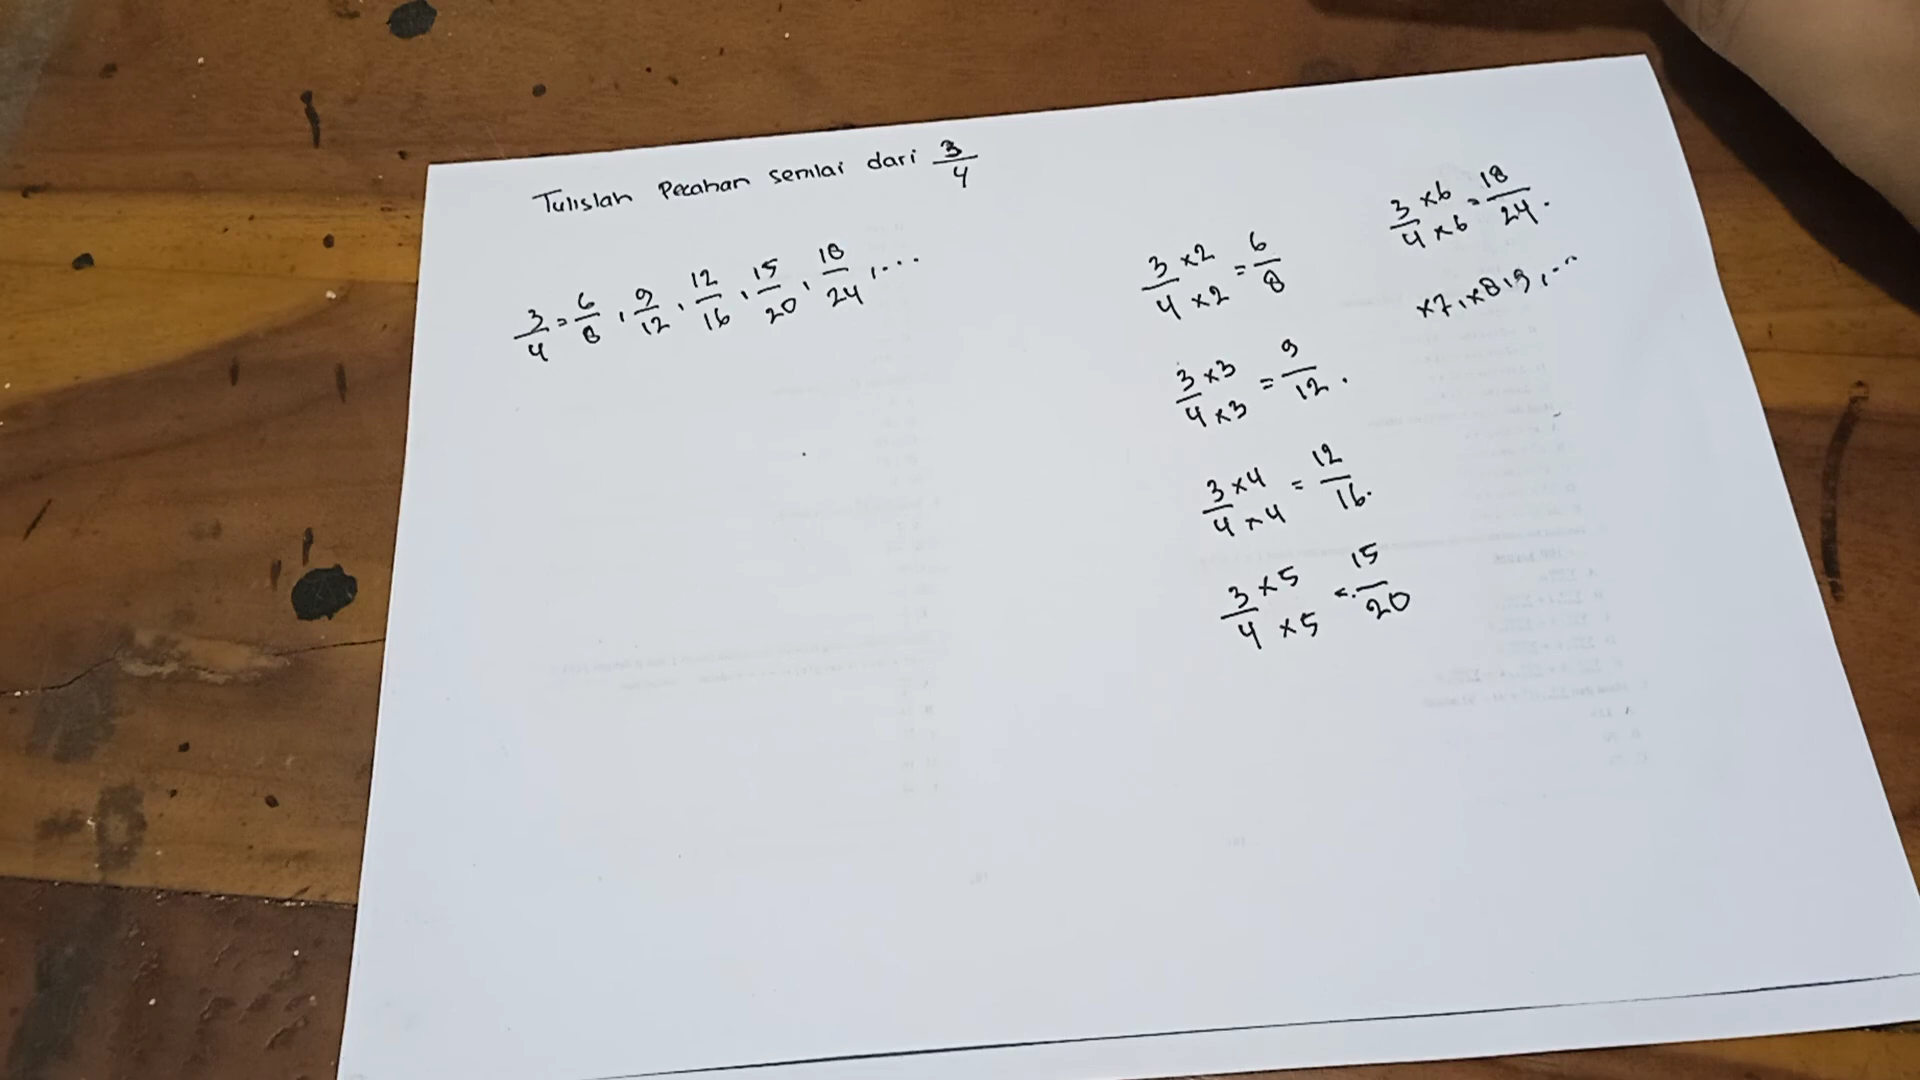 Tulislah Pecahan senilai dari 3/4
3/4 = 6/8, 9/12, 12/16, 15/20, 18/24, ...
3/4 ×2/×2 = 6/8
3/4 ×3/×3 = 9/12.
3/4 ×4/×4 = 12/16.
3/4 ×5/×5 = 15/20
3/4 ×6/×6 = 18/24.
×7, ×8, 9, ...